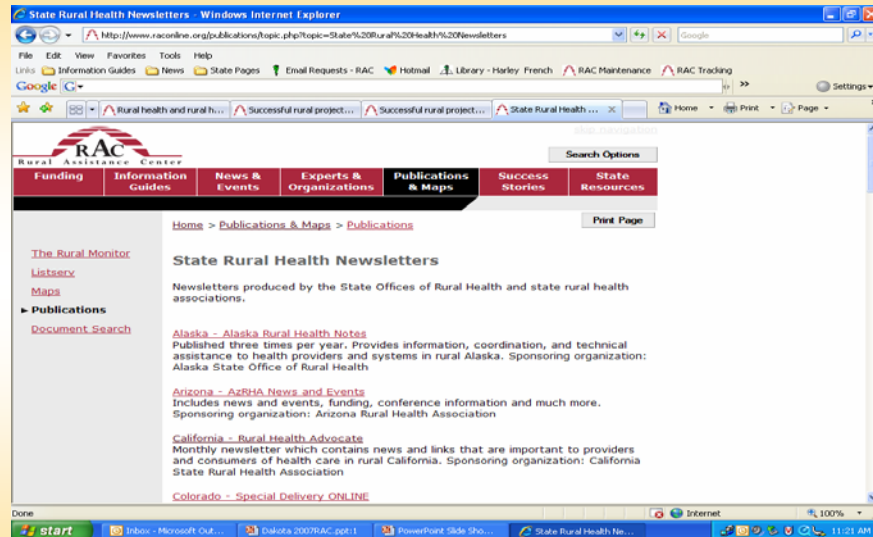 State Rural Health Newsletters - Windows Internet Explorer
http://www.raconline.org/publications/topic.php?topic=State%20Rural%20Health%20Newsletters
Google
File Edit View Favorites Tools Help
Links Information Guides News State Pages Email Requests - RAC Hotmail Library - Harley French RAC Maintenance RAC Tracking
Google G Settings
Rural health and rural h... Successful rural project... Successful rural project... State Rural Health ... X Home Print Page
skip navigation
RAC
Rural Assistance Center
Search Options
Funding Information Guides News & Events Experts & Organizations Publications & Maps Success Stories State Resources
Home > Publications & Maps > Publications
Print Page
The Rural Monitor
Listserv
Maps
Publications
Document Search
State Rural Health Newsletters
Newsletters produced by the State Offices of Rural Health and state rural health
associations.
Alaska - Alaska Rural Health Notes
Published three times per year. Provides information, coordination, and technical
assistance to health providers and systems in rural Alaska. Sponsoring organization:
Alaska State Office of Rural Health
Arizona - AzRHA News and Events
Includes news and events, funding, conference information and much more.
Sponsoring organization: Arizona Rural Health Association
California - Rural Health Advocate
Monthly newsletter which contains news and links that are important to providers
and consumers of health care in rural California. Sponsoring organization: California
State Rural Health Association
Colorado - Special Delivery ONLINE
Done Internet 100%
start Inbox - Microsoft Out... Dakota 2007RAC.ppt:1 PowerPoint Slide Sho... State Rural Health Ne... 11:21 AM